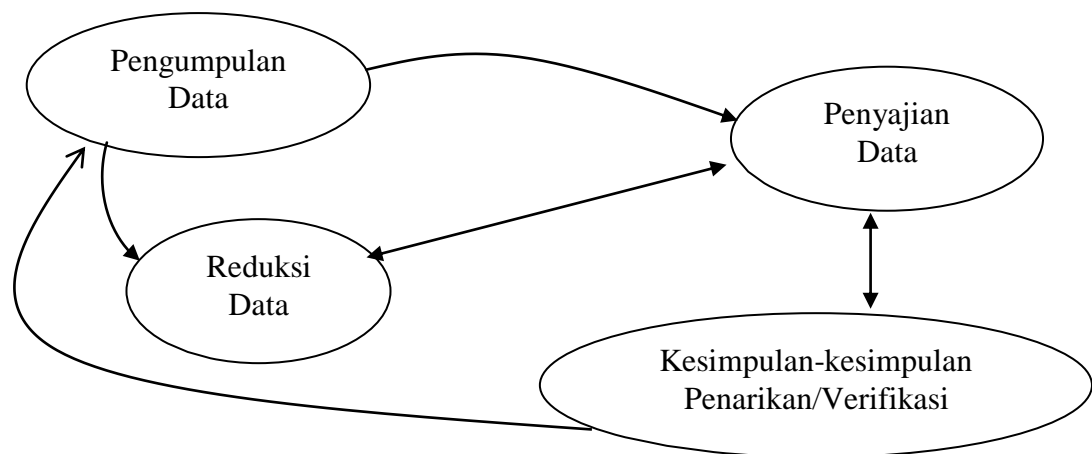 Pengumpulan
Data
Penyajian
Data
Reduksi
Data
Kesimpulan-kesimpulan
Penarikan/Verifikasi